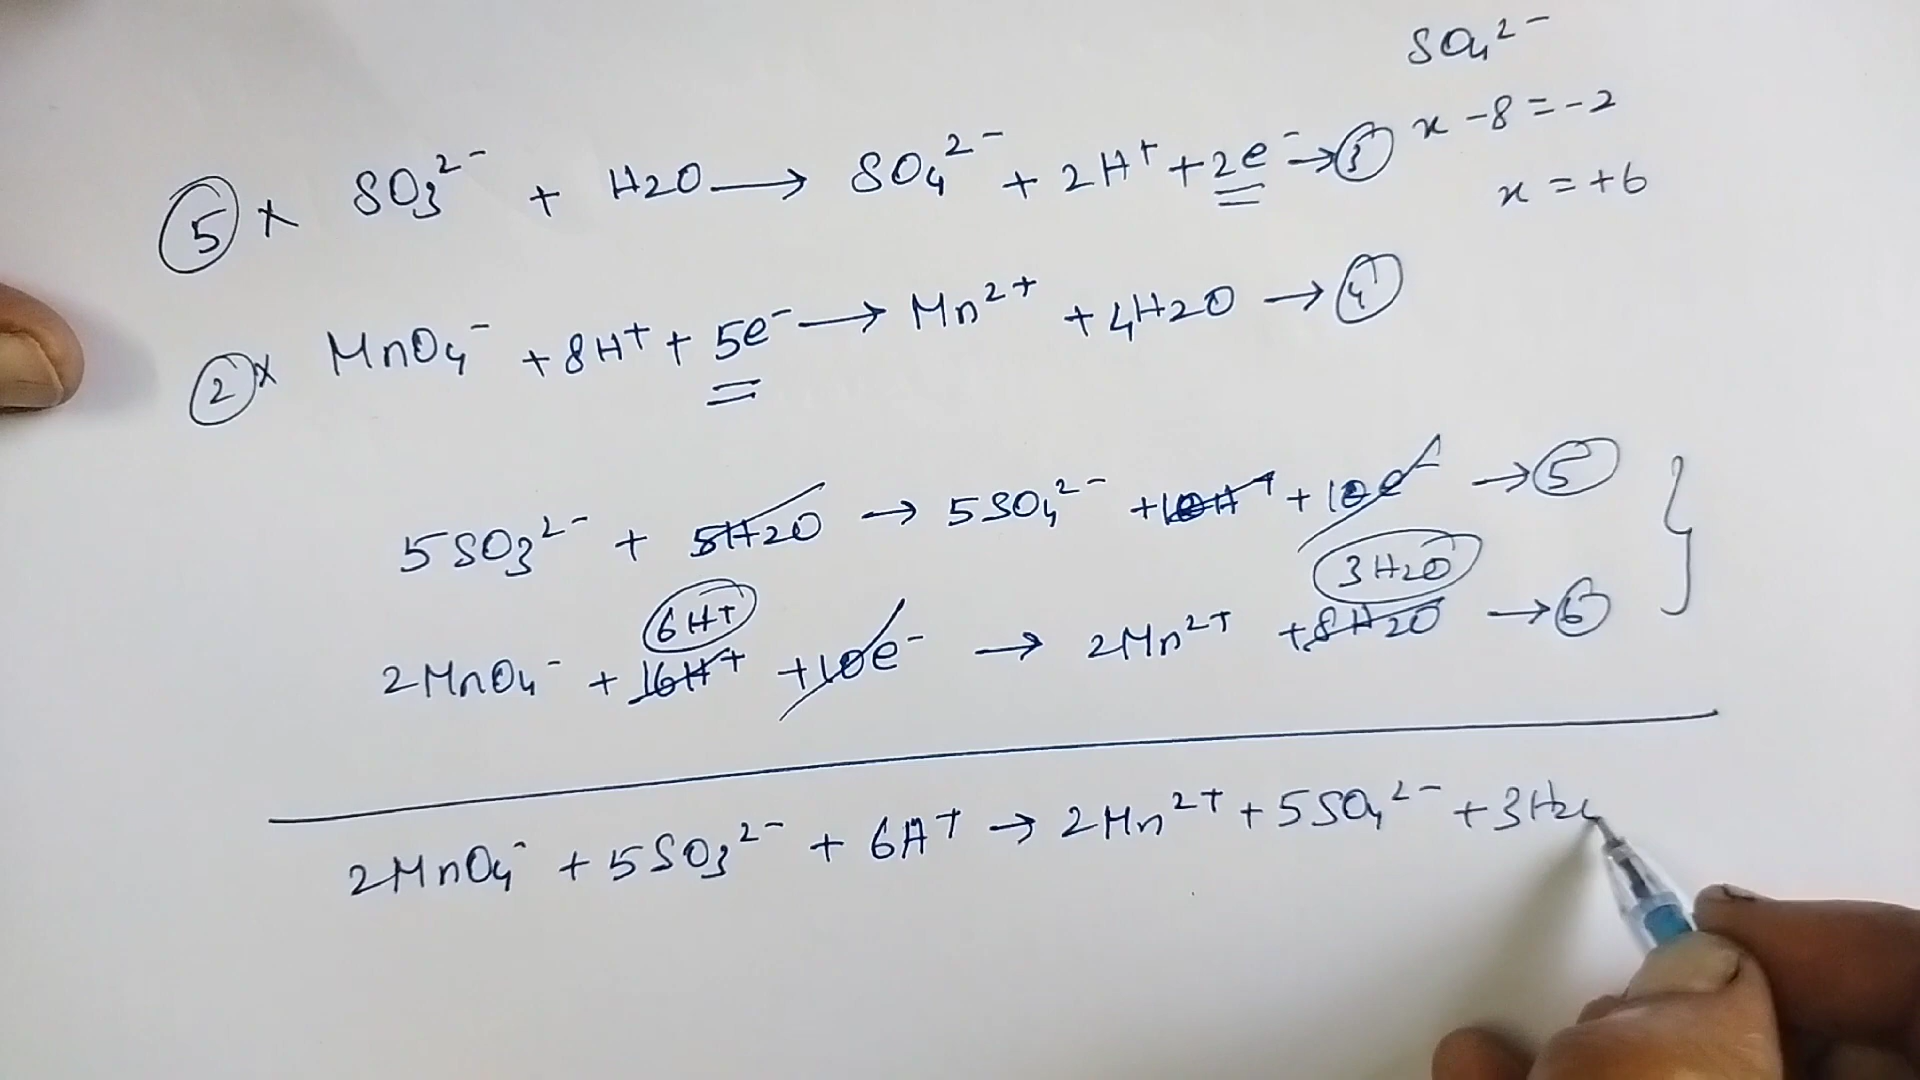 SO₄²⁻
x - 8 = -2
x = +6
⑤ × SO₃²⁻ + H2O → SO₄²⁻ + 2H⁺ + 2e⁻ → ③
② × MnO₄⁻ + 8H⁺ + 5e⁻ → Mn²⁺ + 4H2O → ④
5SO₃²⁻ + 5H2O → 5SO₄²⁻ + 10H⁺ + 10e⁻ → ⑤
6H⁺ 3H2O
2MnO₄⁻ + 16H⁺ + 10e⁻ → 2Mn²⁺ + 8H2O → ⑥
2MnO₄⁻ + 5SO₃²⁻ + 6H⁺ → 2Mn²⁺ + 5SO₄²⁻ + 3H2